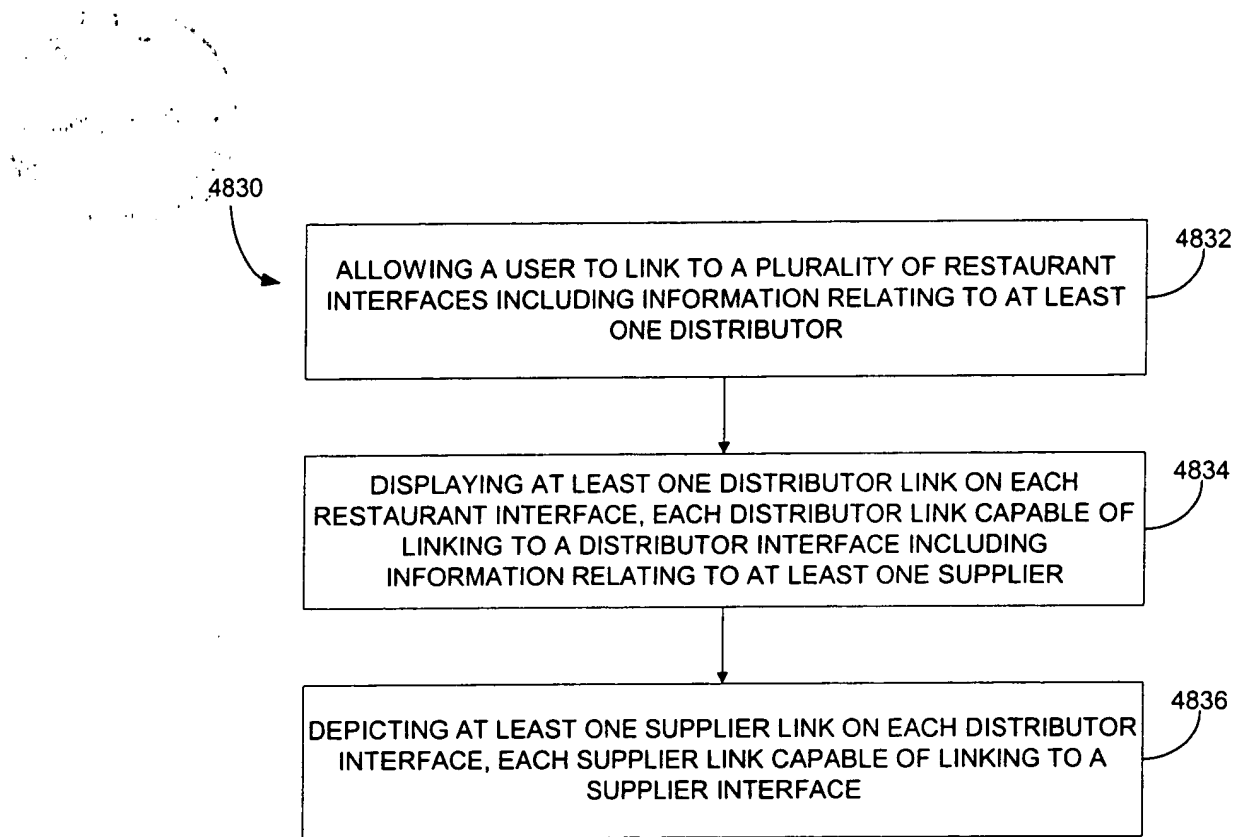 4830
4832
ALLOWING A USER TO LINK TO A PLURALITY OF RESTAURANT
INTERFACES INCLUDING INFORMATION RELATING TO AT LEAST
ONE DISTRIBUTOR
4834
DISPLAYING AT LEAST ONE DISTRIBUTOR LINK ON EACH
RESTAURANT INTERFACE, EACH DISTRIBUTOR LINK CAPABLE OF
LINKING TO A DISTRIBUTOR INTERFACE INCLUDING
INFORMATION RELATING TO AT LEAST ONE SUPPLIER
4836
DEPICTING AT LEAST ONE SUPPLIER LINK ON EACH DISTRIBUTOR
INTERFACE, EACH SUPPLIER LINK CAPABLE OF LINKING TO A
SUPPLIER INTERFACE